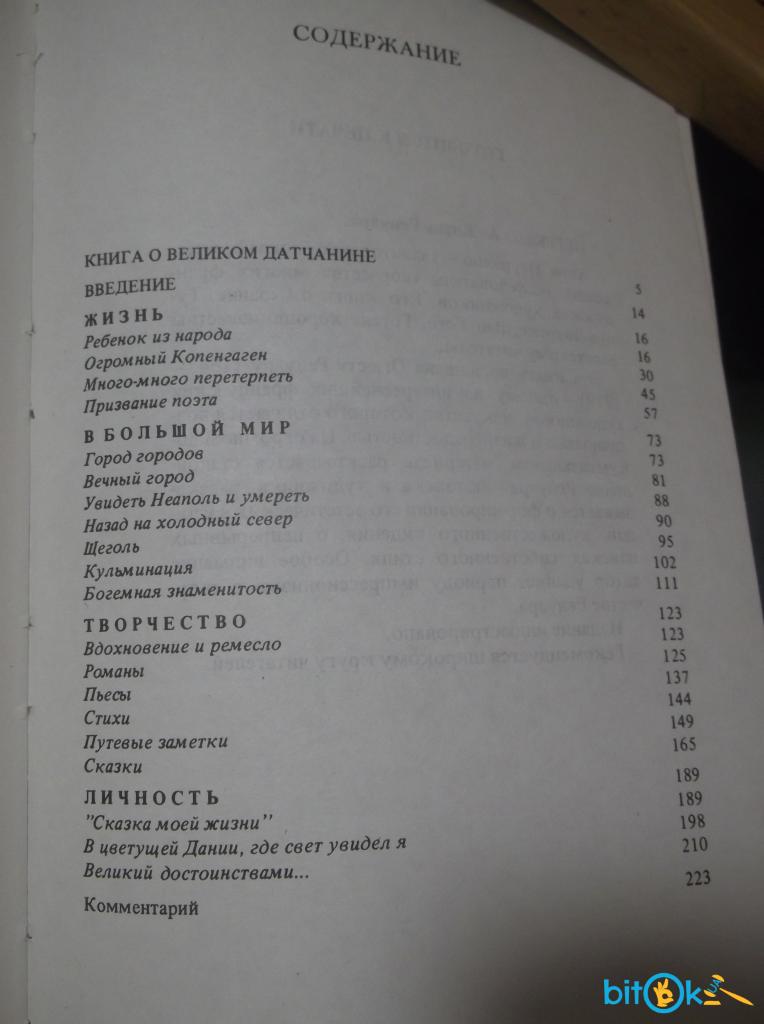 СОДЕРЖАНИЕ
КНИГА О ВЕЛИКОМ ДАТЧАНИНЕ 5
ВВЕДЕНИЕ 14
ЖИЗНЬ 16
Ребенок из народа 16
Огромный Копенгаген 30
Много-много перетерпеть 45
Призвание поэта 57
В БОЛЬШОЙ МИР 73
Город городов 73
Вечный город 81
Увидеть Неаполь и умереть 88
Назад на холодный север 90
Щеголь 95
Кульминация 102
Богемная знаменитость 111
ТВОРЧЕСТВО 123
Вдохновение и ремесло 123
Романы 125
Пьесы 137
Стихи 144
Путевые заметки 149
Сказки 165
ЛИЧНОСТЬ 189
"Сказка моей жизни" 189
В цветущей Дании, где свет увидел я 198
Великий достоинствами... 210
Комментарий 223
bitOk UA